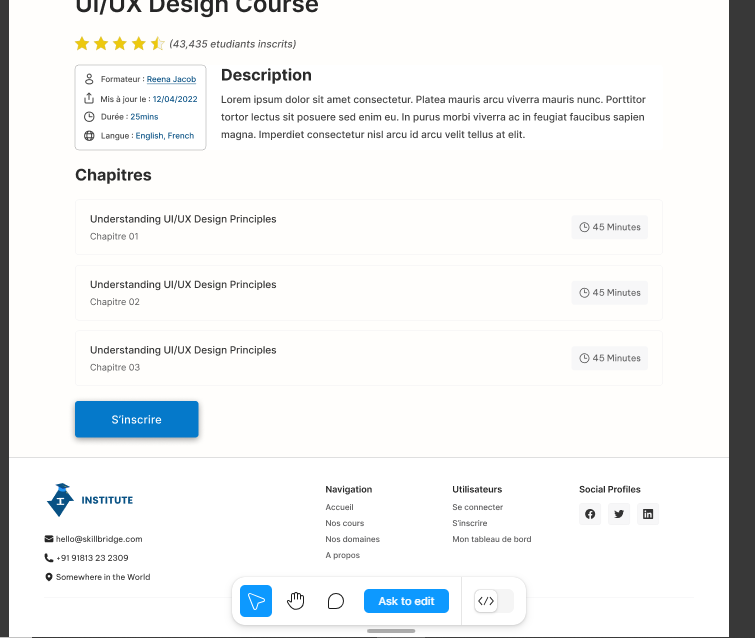 UI/UX Design Course
(43,435 etudiants inscrits)
Formateur : Reena Jacob
Mis à jour le : 12/04/2022
Durée : 25mins
Langue : English, French
Description
Lorem ipsum dolor sit amet consectetur. Platea mauris arcu viverra mauris nunc. Porttitor
tortor lectus sit posuere sed enim eu. In purus morbi viverra ac in feugiat faucibus sapien
magna. Imperdiet consectetur nisl arcu id arcu velit tellus at elit.
Chapitres
Understanding UI/UX Design Principles
Chapitre 01
45 Minutes
Understanding UI/UX Design Principles
Chapitre 02
45 Minutes
Understanding UI/UX Design Principles
Chapitre 03
45 Minutes
S'inscrire
I
INSTITUTE
hello@skillbridge.com
+91 91813 23 2309
Somewhere in the World
Navigation
Accueil
Nos cours
Nos domaines
A propos
Utilisateurs
Se connecter
S'inscrire
Mon tableau de bord
Social Profiles
Ask to edit